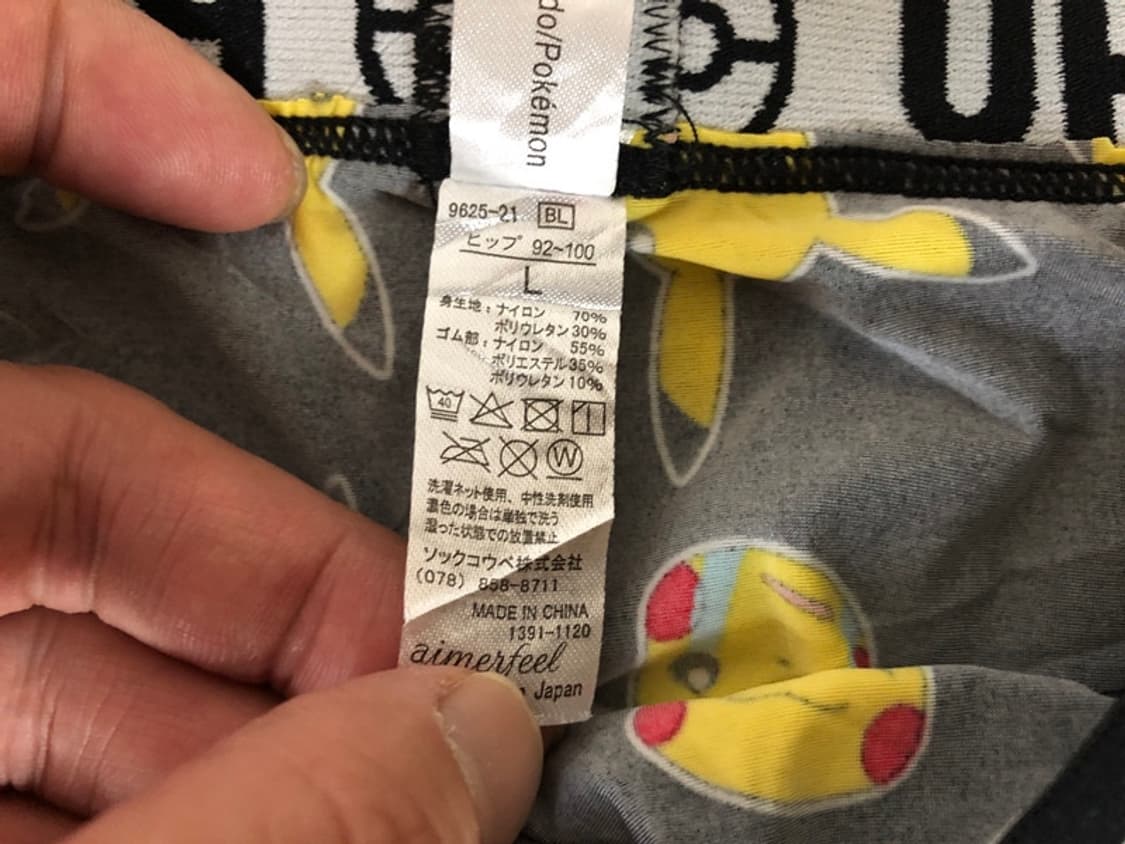 do/Pokémon
9625-21 BL
ヒップ 92~100
L
身生地：ナイロン 70%
ポリウレタン 30%
ゴム部：ナイロン 55%
ポリエステル 35%
ポリウレタン 10%
40
W
洗濯ネット使用、中性洗剤使用
濃色の場合は単独で洗う
湿った状態での放置禁止
ソックコウベ株式会社
(078) 858-8711
MADE IN CHINA
1391-1120
aimerfeel
Japan